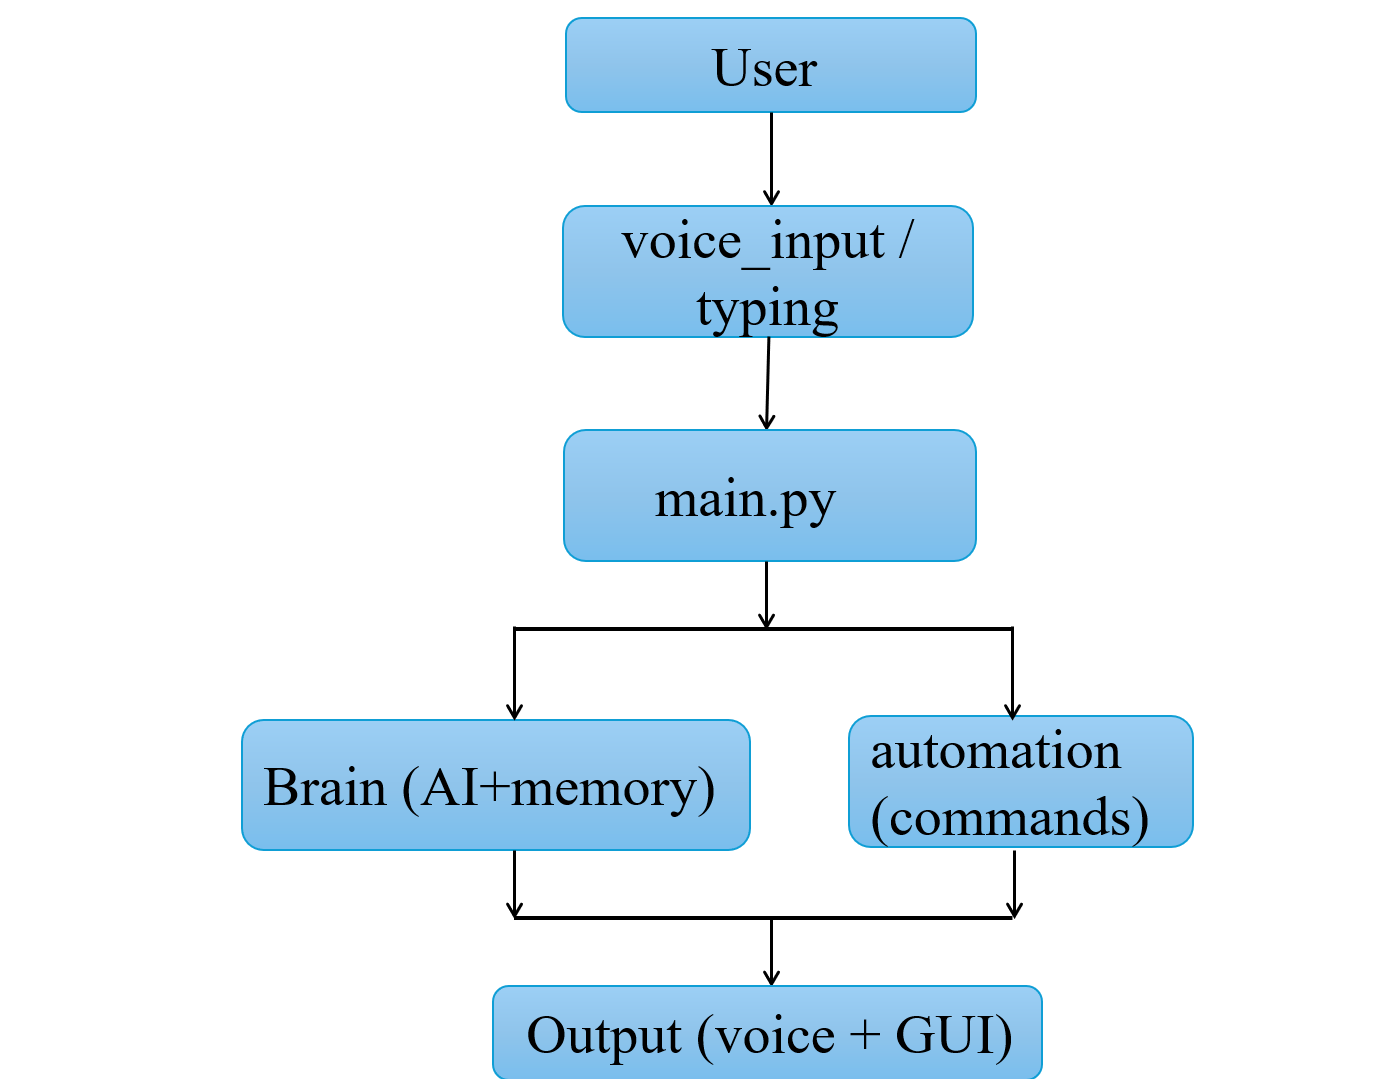 User
voice_input /
typing
main.py
Brain (AI+memory)
automation
(commands)
Output (voice + GUI)